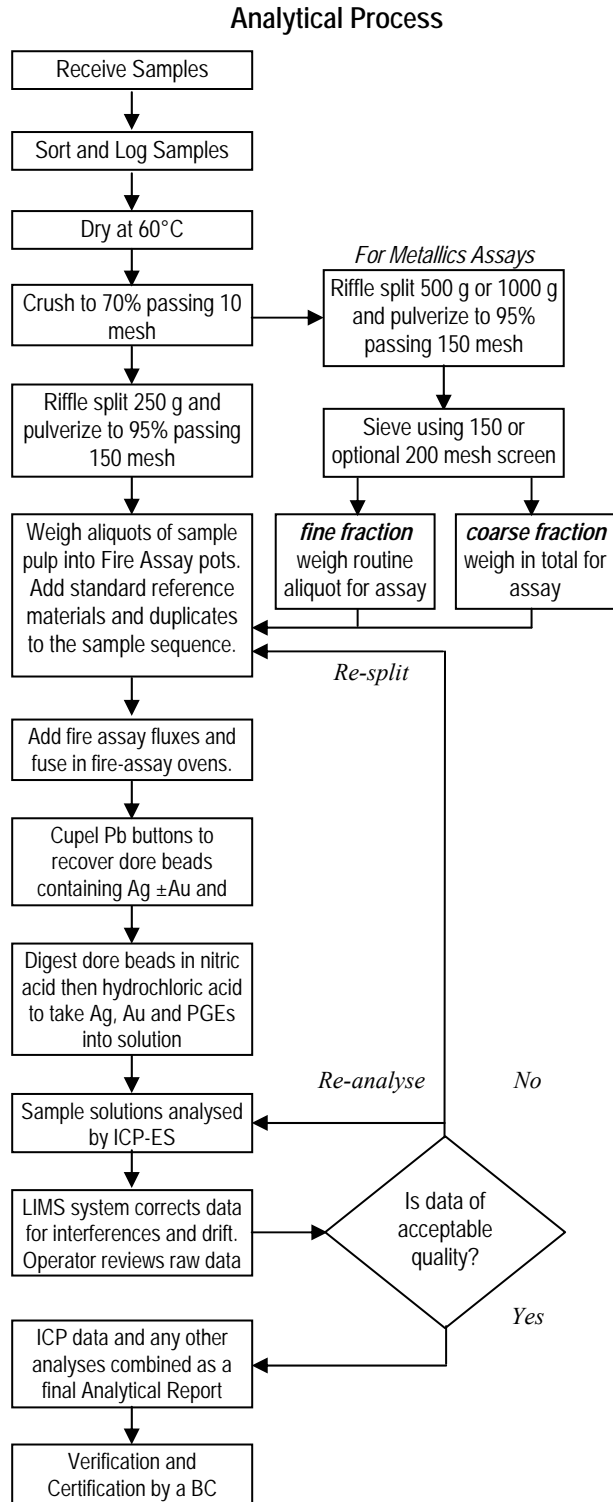 Analytical Process
Receive Samples
Sort and Log Samples
Dry at 60°C
Crush to 70% passing 10
mesh
For Metallics Assays
Riffle split 500 g or 1000 g
and pulverize to 95%
passing 150 mesh
Riffle split 250 g and
pulverize to 95% passing
150 mesh
Sieve using 150 or
optional 200 mesh screen
fine fraction
weigh routine
aliquot for assay
coarse fraction
weigh in total for
assay
Weigh aliquots of sample
pulp into Fire Assay pots.
Add standard reference
materials and duplicates
to the sample sequence.
Re-split
Add fire assay fluxes and
fuse in fire-assay ovens.
Cupel Pb buttons to
recover dore beads
containing Ag ±Au and
Digest dore beads in nitric
acid then hydrochloric acid
to take Ag, Au and PGEs
into solution
Re-analyse
No
Sample solutions analysed
by ICP-ES
LIMS system corrects data
for interferences and drift.
Operator reviews raw data
Is data of
acceptable
quality?
Yes
ICP data and any other
analyses combined as a
final Analytical Report
Verification and
Certification by a BC